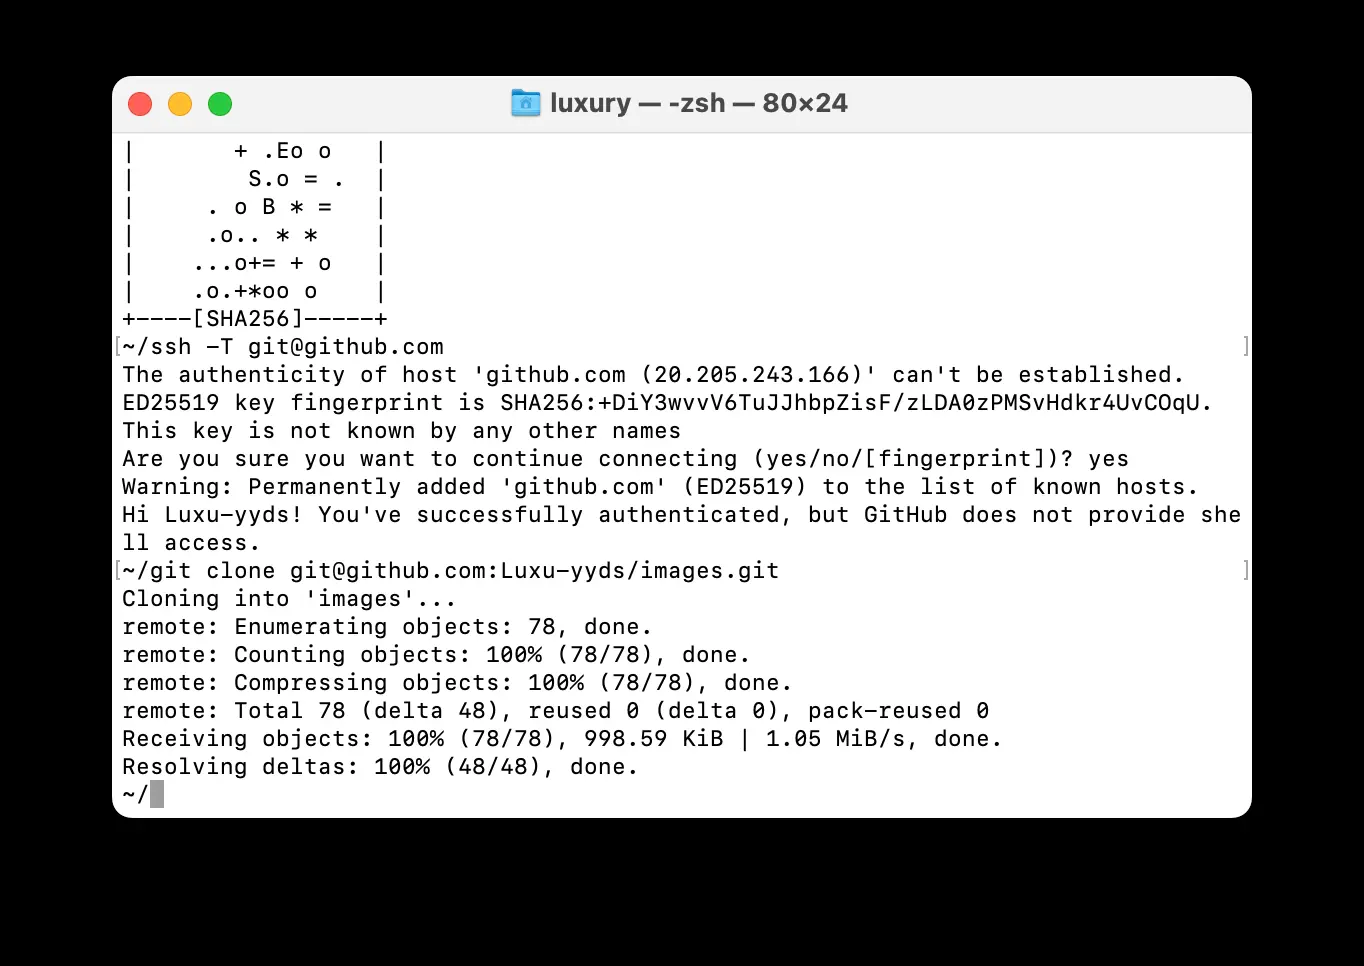 luxury — -zsh — 80×24
|        + .Eo o   |
|         S.o = .  |
|      . o B * =   |
|      .o.. * *    |
|     ...o+= + o   |
|     .o.+*oo o    |
+----[SHA256]-----+
[~/ssh -T git@github.com ]
The authenticity of host 'github.com (20.205.243.166)' can't be established.
ED25519 key fingerprint is SHA256:+DiY3wvvV6TuJJhbpZisF/zLDA0zPMSvHdkr4UvCOqU.
This key is not known by any other names
Are you sure you want to continue connecting (yes/no/[fingerprint])? yes
Warning: Permanently added 'github.com' (ED25519) to the list of known hosts.
Hi Luxu-yyds! You've successfully authenticated, but GitHub does not provide she
ll access.
[~/git clone git@github.com:Luxu-yyds/images.git ]
Cloning into 'images'...
remote: Enumerating objects: 78, done.
remote: Counting objects: 100% (78/78), done.
remote: Compressing objects: 100% (78/78), done.
remote: Total 78 (delta 48), reused 0 (delta 0), pack-reused 0
Receiving objects: 100% (78/78), 998.59 KiB | 1.05 MiB/s, done.
Resolving deltas: 100% (48/48), done.
~/